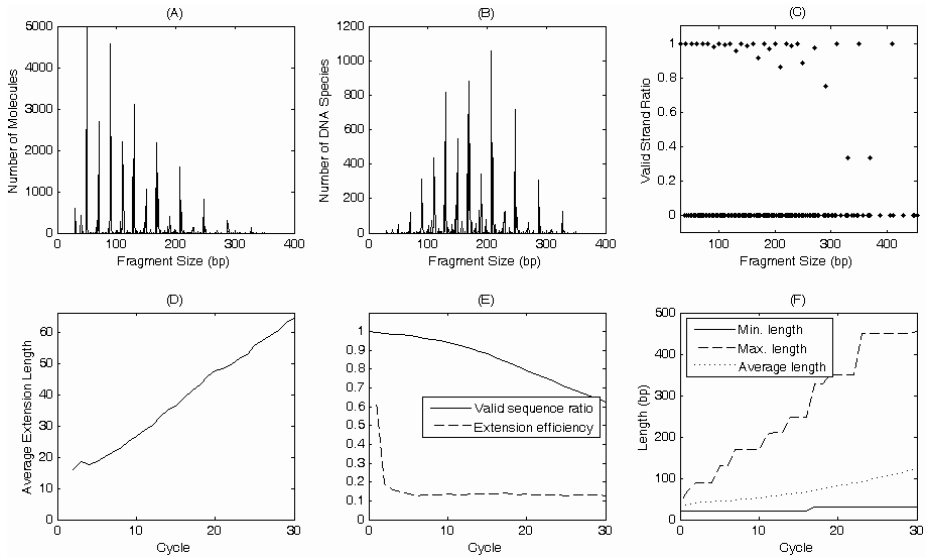 (A)
5000
4000
3000
2000
1000
0
0 100 200 300 400
Number of Molecules
Fragment Size (bp)
(B)
1200
1000
800
600
400
200
0
0 100 200 300 400
Number of DNA Species
Fragment Size (bp)
(C)
1
0.8
0.6
0.4
0.2
0
100 200 300 400
Valid Strand Ratio
Fragment Size (bp)
(D)
60
50
40
30
20
10
0
0 10 20 30
Average Extension Length
Cycle
(E)
1
0.9
0.8
0.7
0.6
0.5
0.4
0.3
0.2
0.1
0
0 10 20 30
Valid sequence ratio
Extension efficiency
Cycle
(F)
500
400
300
200
100
0
0 10 20 30
Length (bp)
Min. length
Max. length
Average length
Cycle